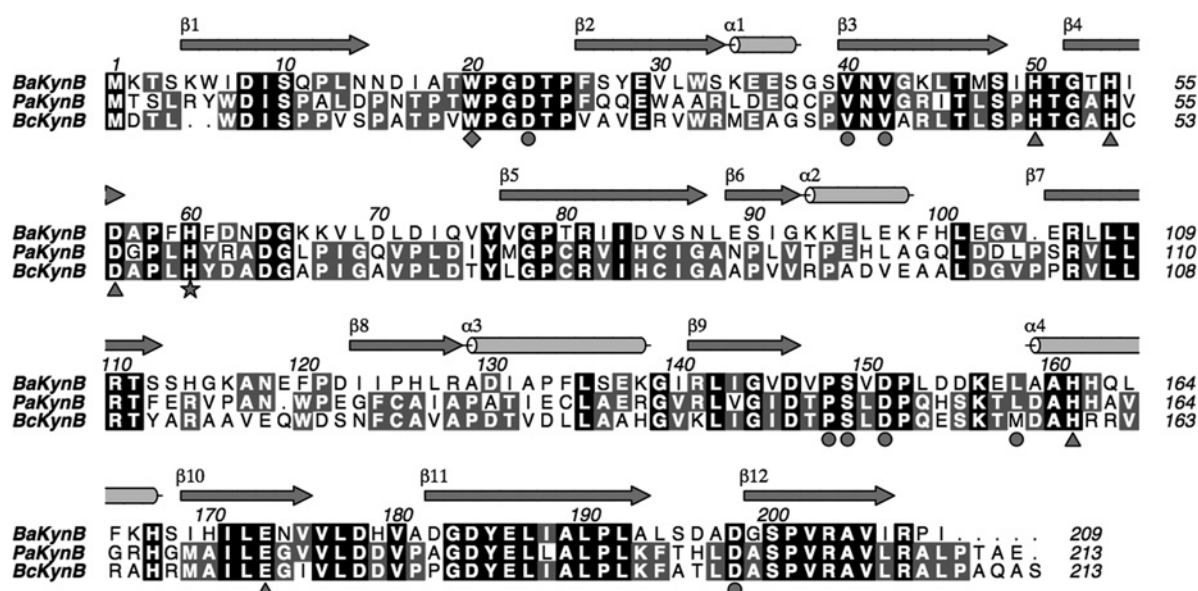 β1 β2 α1 β3 β4
1 10 20 30 40 50
BaKynB MKTSKWIDISQPLNNDIATWPGDTPFSYEVLWSKEESGSVNVGKLTMSIHTGTHI 55
PaKynB MTSLRYWDISPALDPNTPTWPGDTPFQQEWAARLDEQCPVNVGRITLSPHTGAHV 55
BcKynB MDTL..WDISPPVSPATPVWPGDTPVAVERVWRMEAGSPVNVARLTLSPHTGAHC 53
β5 β6 α2 β7
60 70 80 90 100
BaKynB DAPFHFDNDGKKVLDLDIQVYVGPTRIIDVSNLESIGKKELEKFHLEGV.ERLLL 109
PaKynB DGPLHYRADGLPIGQVPLDIYMGPCRVIHCIGANPLVTPEHLAGQLDDLPSRVLL 110
BcKynB DAPLHYDADGAPIGAVPLDTYLGPCRVIHCIGAAPVVRPADVEAALDGVPPRVLL 108
β8 α3 β9 α4
110 120 130 140 150 160
BaKynB RTSSHGKANEFPDIIPHLRADIAPFLSEKGIRLIGVDVPSVDPLDDKELAAHHQL 164
PaKynB RTFERVPAN.WPEGFCAIAPATIECLAERGVRLVGIDTPSLDPQHSKTLDAHHAV 164
BcKynB RTYARAAVEQWDSNFCAVAPDTVDLLAAHGVKLIGIDTPSLDPQESKTMDAHRRV 163
β10 β11 β12
170 180 190 200
BaKynB FKHSIHILENVVLDHVADGDYELIALPLALSDADGSPVRAVIRPI..... 209
PaKynB GRHGMAILEGVVLDDVPAGDYELLALPLKFTHLDASPVRAVLRALPTAE. 213
BcKynB RAHRMAILEGIVLDDVPPGDYELIALPLKFATLDASPVRAVLRALPAQAS 213